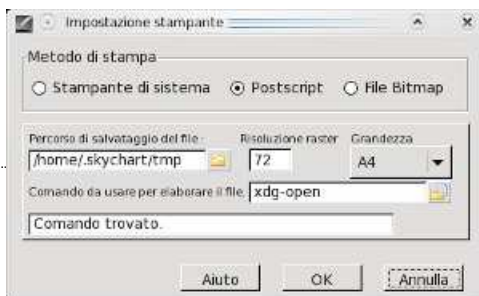 Impostazione stampante
Metodo di stampa
Stampante di sistema Postscript File Bitmap
Percorso di salvataggio del file: Risoluzione raster Grandezza
/home/.skychart/tmp 72 A4
Comando da usare per elaborare il file, xdg-open
Comando trovato.
Aiuto OK Annulla